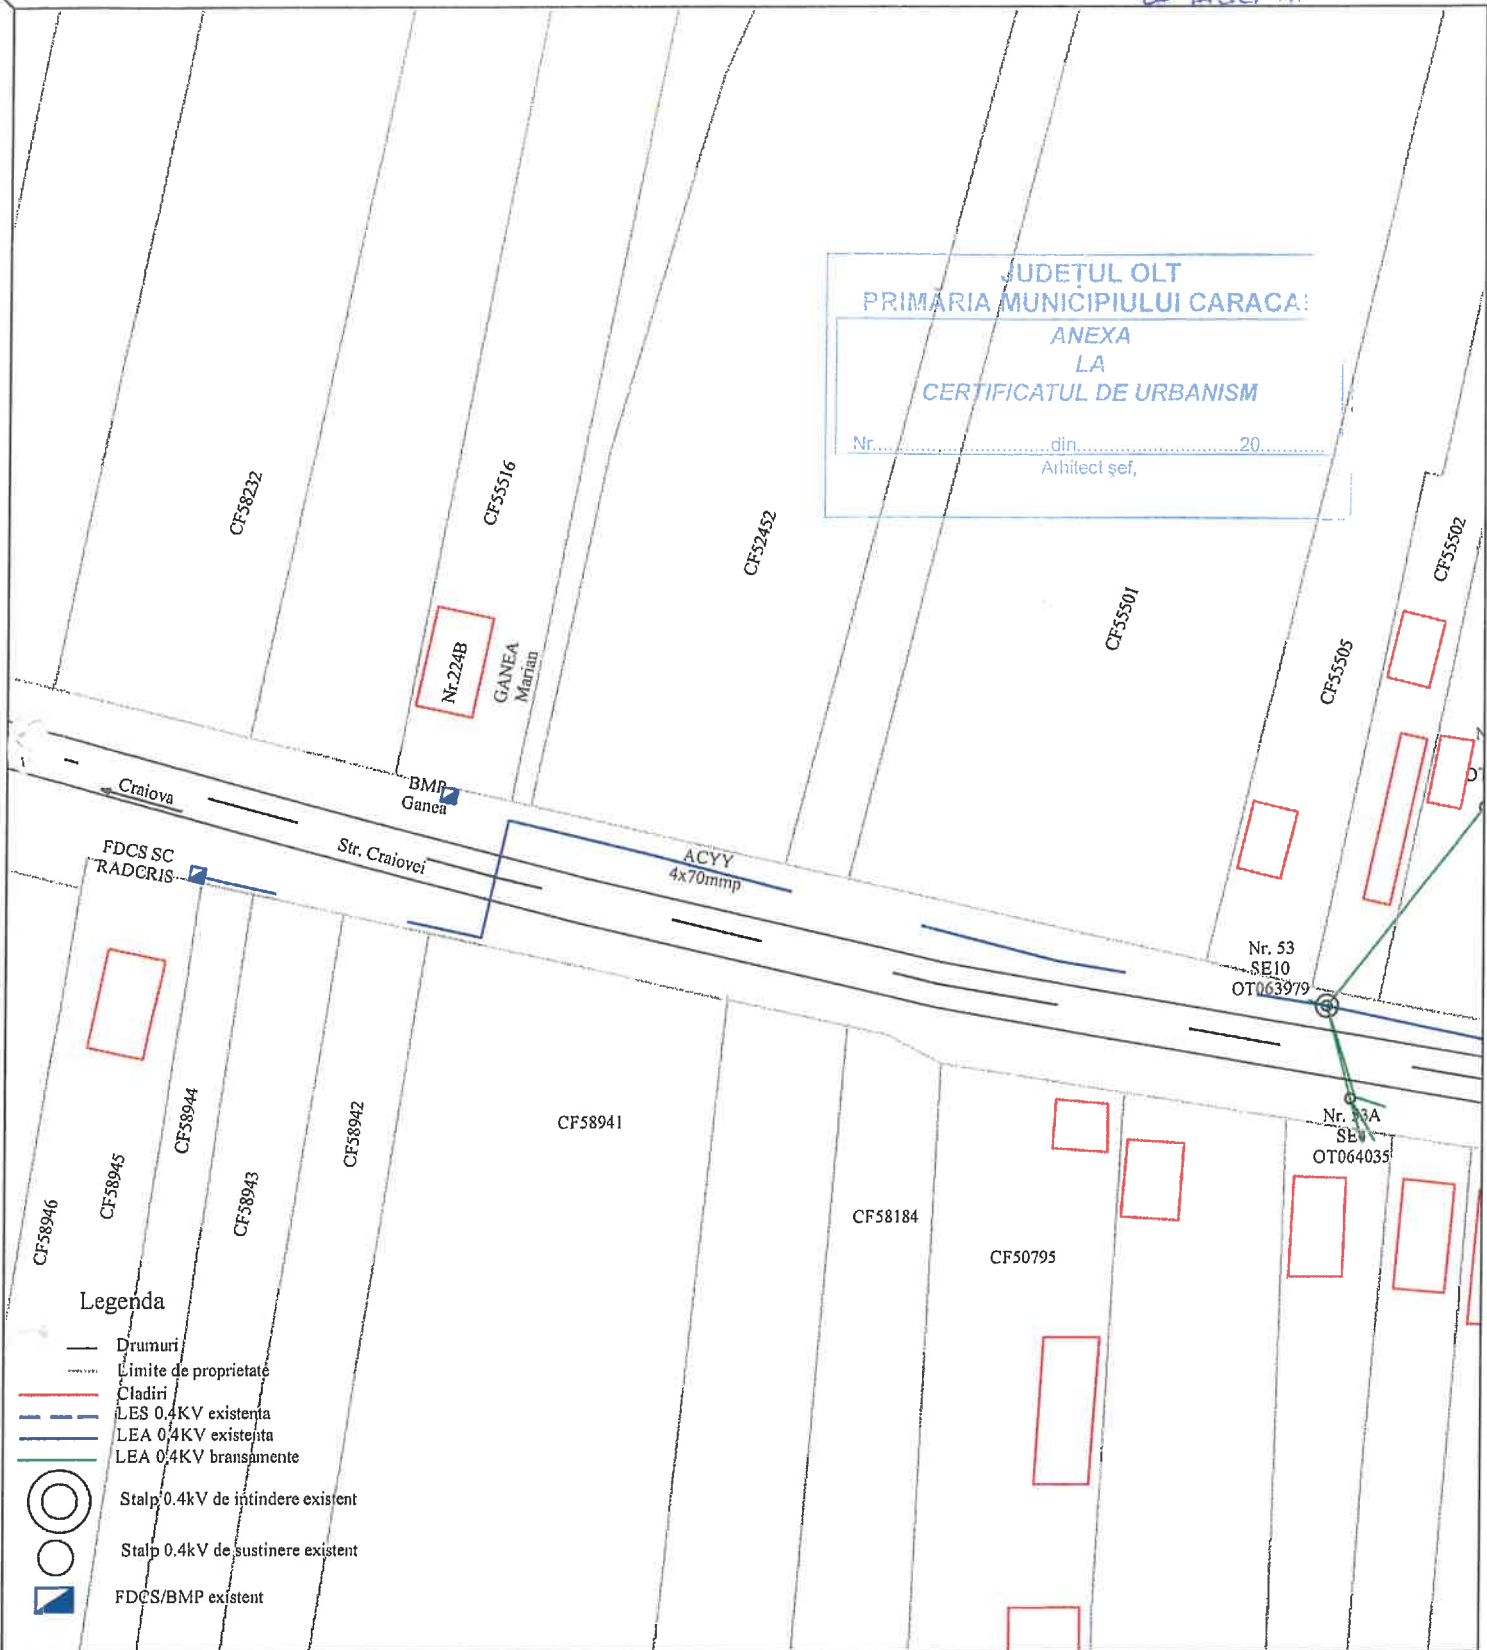 JUDEŢUL OLT
PRIMĂRIA MUNICIPIULUI CARACA
ANEXA
LA
CERTIFICATUL DE URBANISM
Nr. din 20
Arhitect şef,
CF58232
CF55516
CF52452
CF55501
CF55505
CF55502
Nr.224B
GANEA
Marian
BMP
Ganea
Craiova
Str. Craiovei
ACYY
4x70mmp
FDCS SC
RADCRIS
Nr. 53
SE10
OT063979
OT064035
CF58946
CF58945
CF58944
CF58943
CF58942
CF58941
CF58184
CF50795
Legenda
Drumuri
Limite de proprietate
Cladiri
LES 0.4KV existenta
LEA 0.4KV existenta
LEA 0.4KV bransamente
Stalp 0.4kV de intindere existent
Stalp 0.4kV de sustinere existent
FDCS/BMP existent